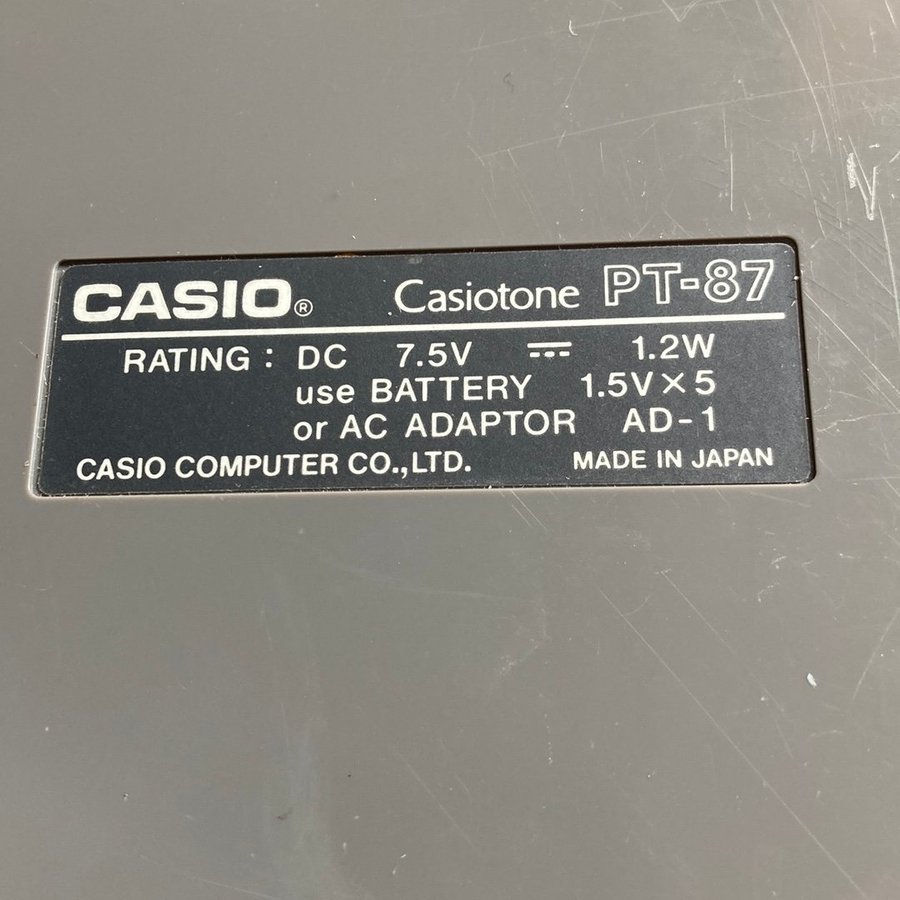 CASIO® Casiotone PT-87
RATING : DC 7.5V ⎓ 1.2W
use BATTERY 1.5V×5
or AC ADAPTOR AD-1
CASIO COMPUTER CO.,LTD. MADE IN JAPAN